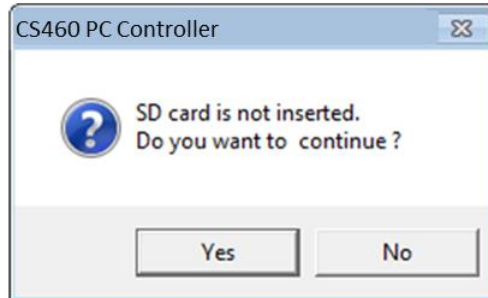 CS460 PC Controller
SD card is not inserted.
Do you want to  continue ?
Yes
No